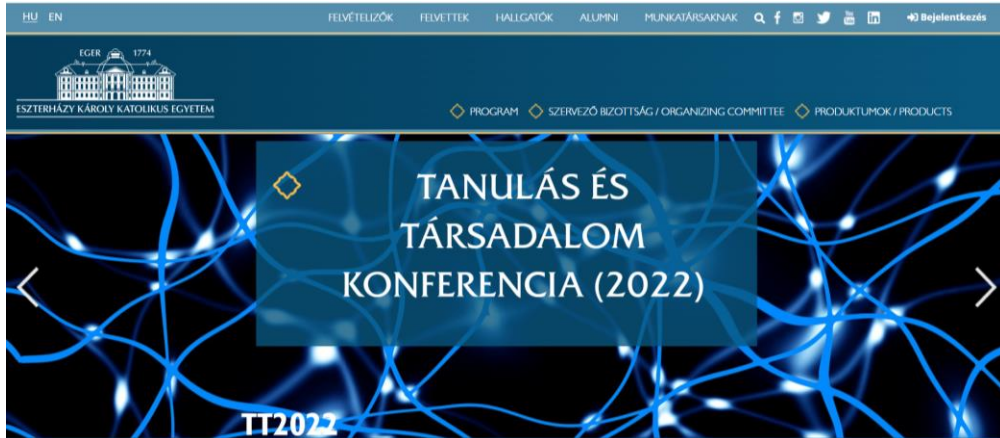 HU EN FELVÉTELIZŐK FELVETTEK HALLGATÓK ALUMNI MUNKATÁRSAKNAK Bejelentkezés
EGER 1774
ESZTERHÁZY KÁROLY KATOLIKUS EGYETEM
PROGRAM SZERVEZŐ BIZOTTSÁG / ORGANIZING COMMITTEE PRODUKTUMOK / PRODUCTS
TANULÁS ÉS
TÁRSADALOM
KONFERENCIA (2022)
TT2022